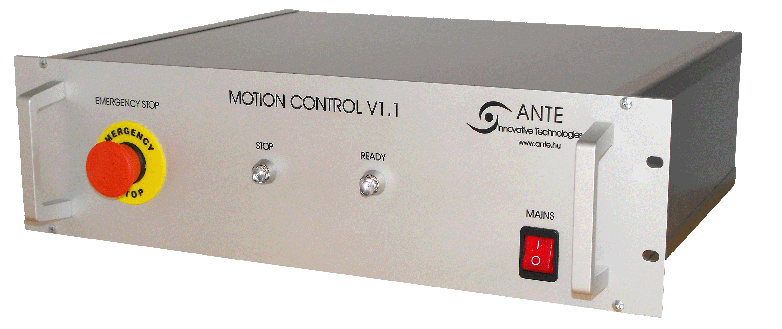 EMERGENCY STOP
EMERGENCY
STOP
MOTION CONTROL V1.1
STOP
READY
ANTE
Innovative Technologies
www.ante.hu
MAINS
I
O